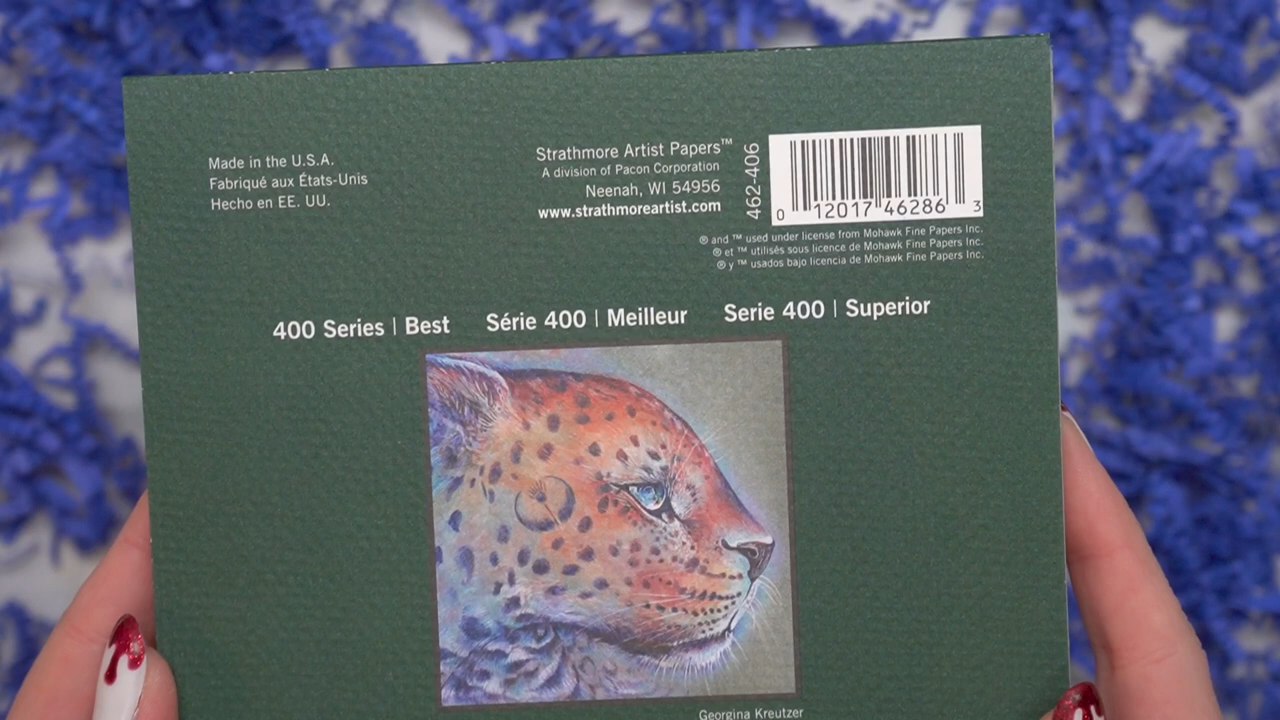 Made in the U.S.A.
Fabriqué aux États-Unis
Hecho en EE. UU.
Strathmore Artist Papers™
A division of Pacon Corporation
Neenah, WI 54956
www.strathmoreartist.com
462-406
0 12017 46286 3
® and ™ used under license from Mohawk Fine Papers Inc.
® et ™ utilisés sous licence de Mohawk Fine Papers Inc.
® y ™ usados bajo licencia de Mohawk Fine Papers Inc.
400 Series | Best Série 400 | Meilleur Serie 400 | Superior
Georgina Kreutzer